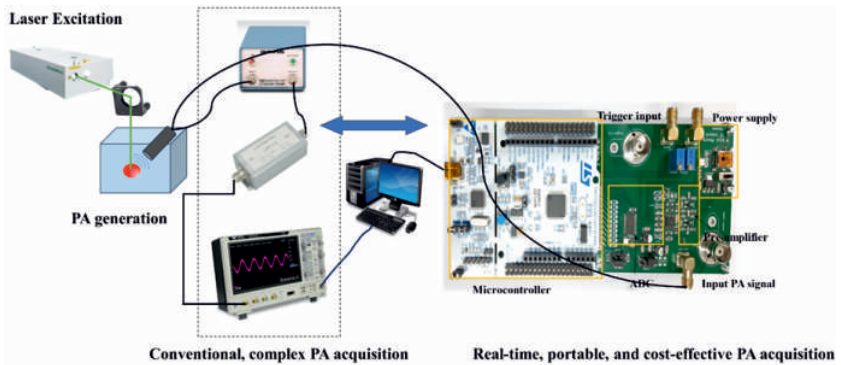 Laser Excitation
Trigger input
Power supply
PA generation
Pre-amplifier
Microcontroller
ADC
Input PA signal
Conventional, complex PA acquisition
Real-time, portable, and cost-effective PA acquisition